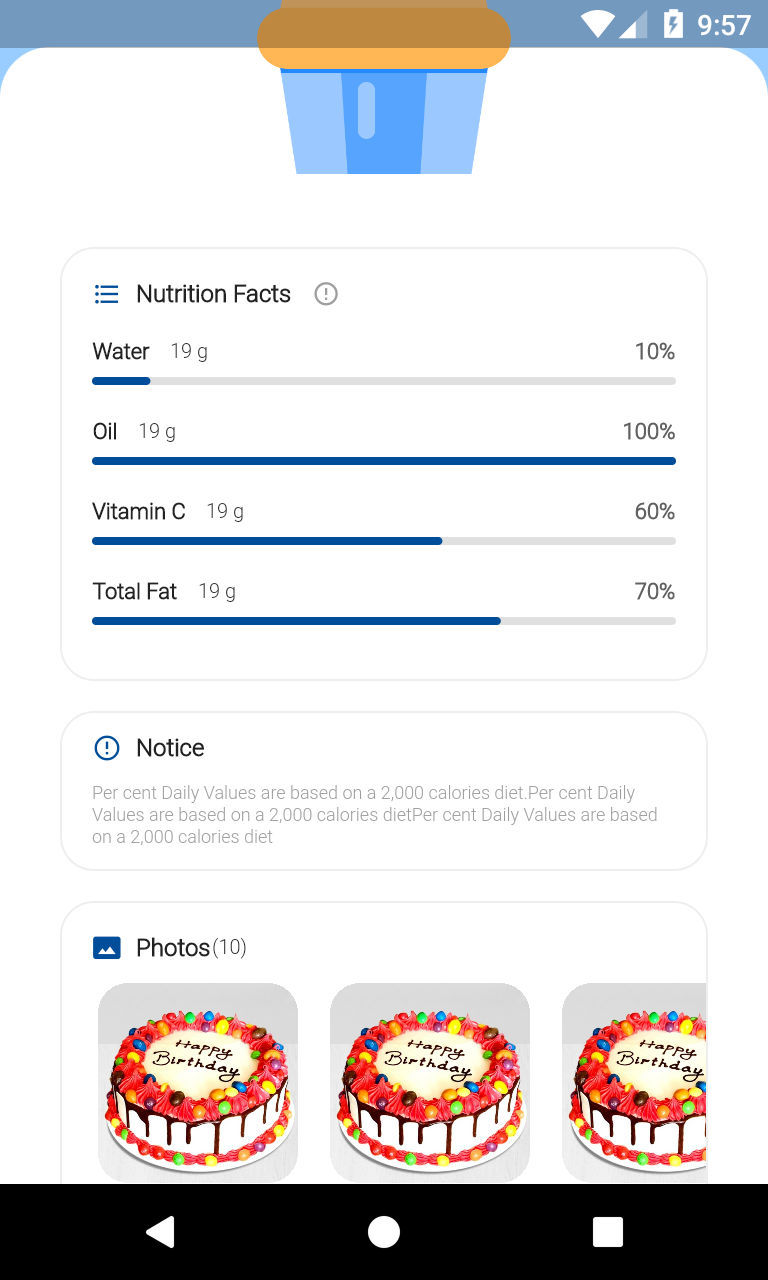 9:57
Nutrition Facts
Water 19 g 10%
Oil 19 g 100%
Vitamin C 19 g 60%
Total Fat 19 g 70%
Notice
Per cent Daily Values are based on a 2,000 calories diet.Per cent Daily
Values are based on a 2,000 calories dietPer cent Daily Values are based
on a 2,000 calories diet
Photos(10)
Happy Happy Happy
Birthday Birthday Birthday